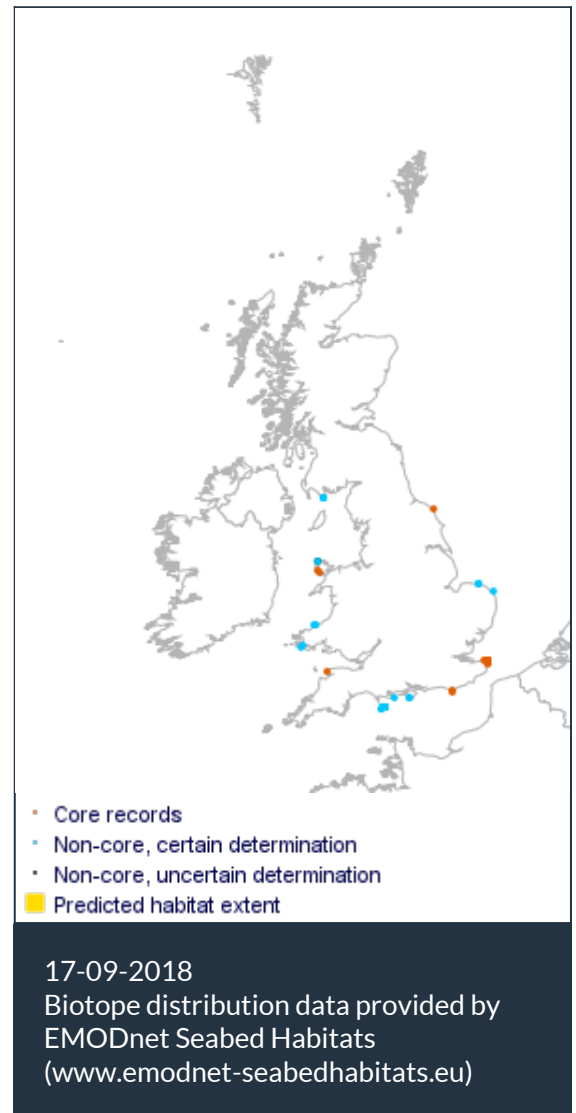 Core records
Non-core, certain determination
Non-core, uncertain determination
Predicted habitat extent
17-09-2018
Biotope distribution data provided by
EMODnet Seabed Habitats
(www.emodnet-seabedhabitats.eu)